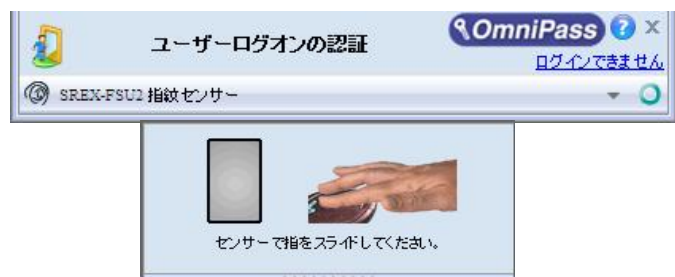 ユーザーログオンの認証
OmniPass
?
×
ログインできません
SREX-FSU2 指紋センサー
センサーで指をスライドしてください。